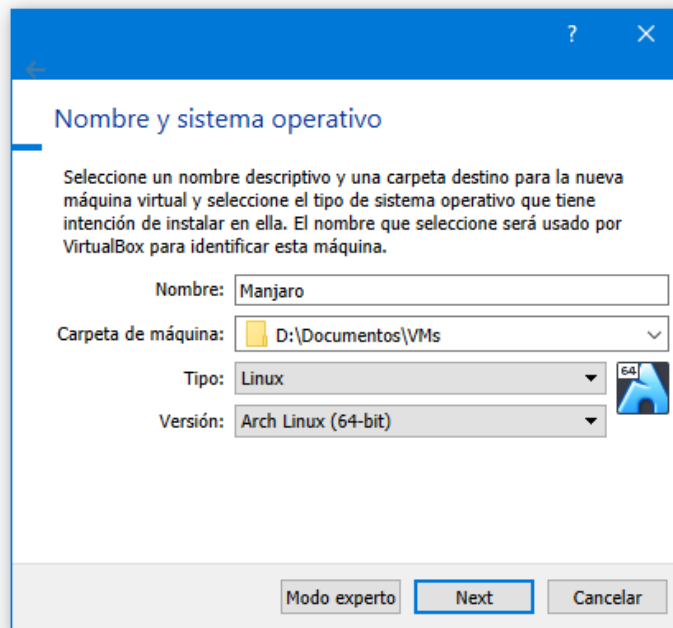 ?
Nombre y sistema operativo
Seleccione un nombre descriptivo y una carpeta destino para la nueva
máquina virtual y seleccione el tipo de sistema operativo que tiene
intención de instalar en ella. El nombre que seleccione será usado por
VirtualBox para identificar esta máquina.
Nombre: Manjaro
Carpeta de máquina: D:\Documentos\VMs
Tipo: Linux 64
Versión: Arch Linux (64-bit)
Modo experto Next Cancelar